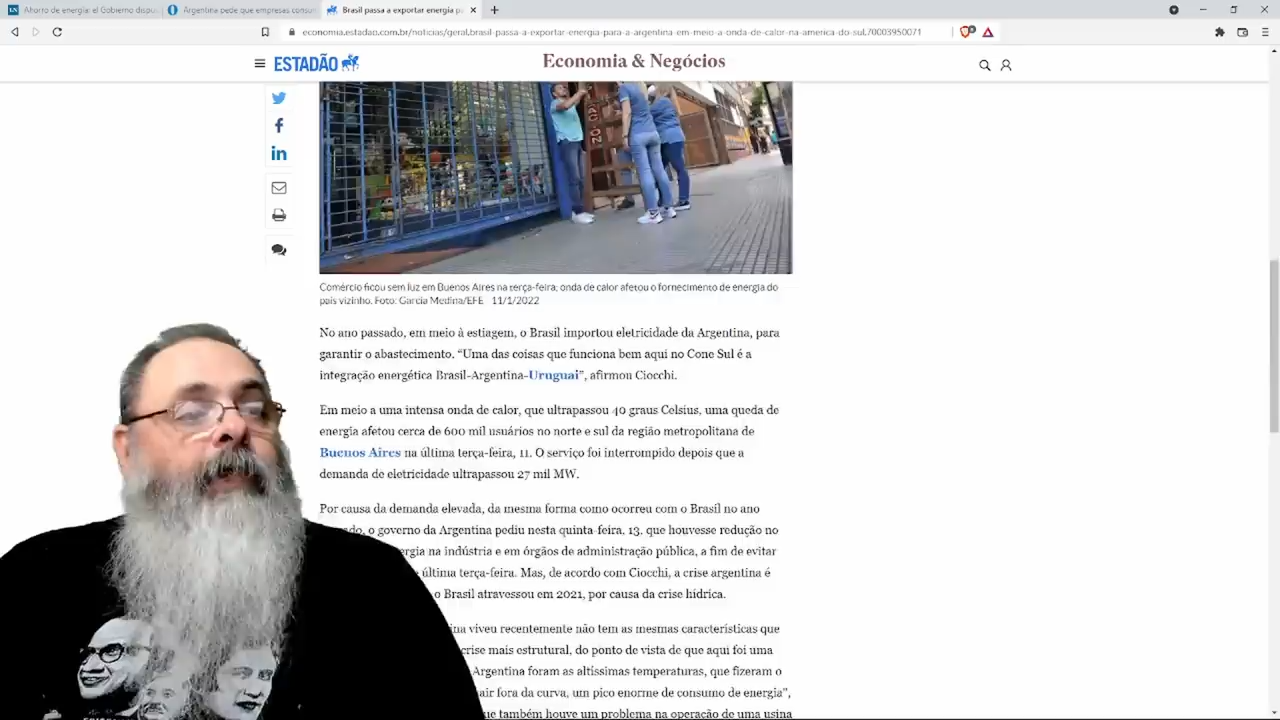 Ahorro de energía: el Gobierno dispu
Argentina pede que empresas consu
Brasil passa a exportar energia pa
economia.estadao.com.br/noticias/geral,brasil-passa-a-exportar-energia-para-a-argentina-em-meio-a-onda-de-calor-na-america-do-sul,70003950071
ESTADÃO
Economia & Negócios
Comércio ficou sem luz em Buenos Aires na terça-feira; onda de calor afetou o fornecimento de energia do
país vizinho. Foto: Garcia Medina/EFE 11/1/2022
No ano passado, em meio à estiagem, o Brasil importou eletricidade da Argentina, para
garantir o abastecimento. “Uma das coisas que funciona bem aqui no Cone Sul é a
integração energética Brasil-Argentina-Uruguai”, afirmou Ciocchi.
Em meio a uma intensa onda de calor, que ultrapassou 40 graus Celsius, uma queda de
energia afetou cerca de 600 mil usuários no norte e sul da região metropolitana de
Buenos Aires na última terça-feira, 11. O serviço foi interrompido depois que a
demanda de eletricidade ultrapassou 27 mil MW.
Por causa da demanda elevada, da mesma forma como ocorreu com o Brasil no ano
o governo da Argentina pediu nesta quinta-feira, 13, que houvesse redução no
na indústria e em órgãos de administração pública, a fim de evitar
última terça-feira. Mas, de acordo com Ciocchi, a crise argentina é
o Brasil atravessou em 2021, por causa da crise hídrica.
viveu recentemente não tem as mesmas características que
crise mais estrutural, do ponto de vista de que aqui foi uma
Argentina foram as altíssimas temperaturas, que fizeram o
fora da curva, um pico enorme de consumo de energia”,
que também houve um problema na operação de uma usina